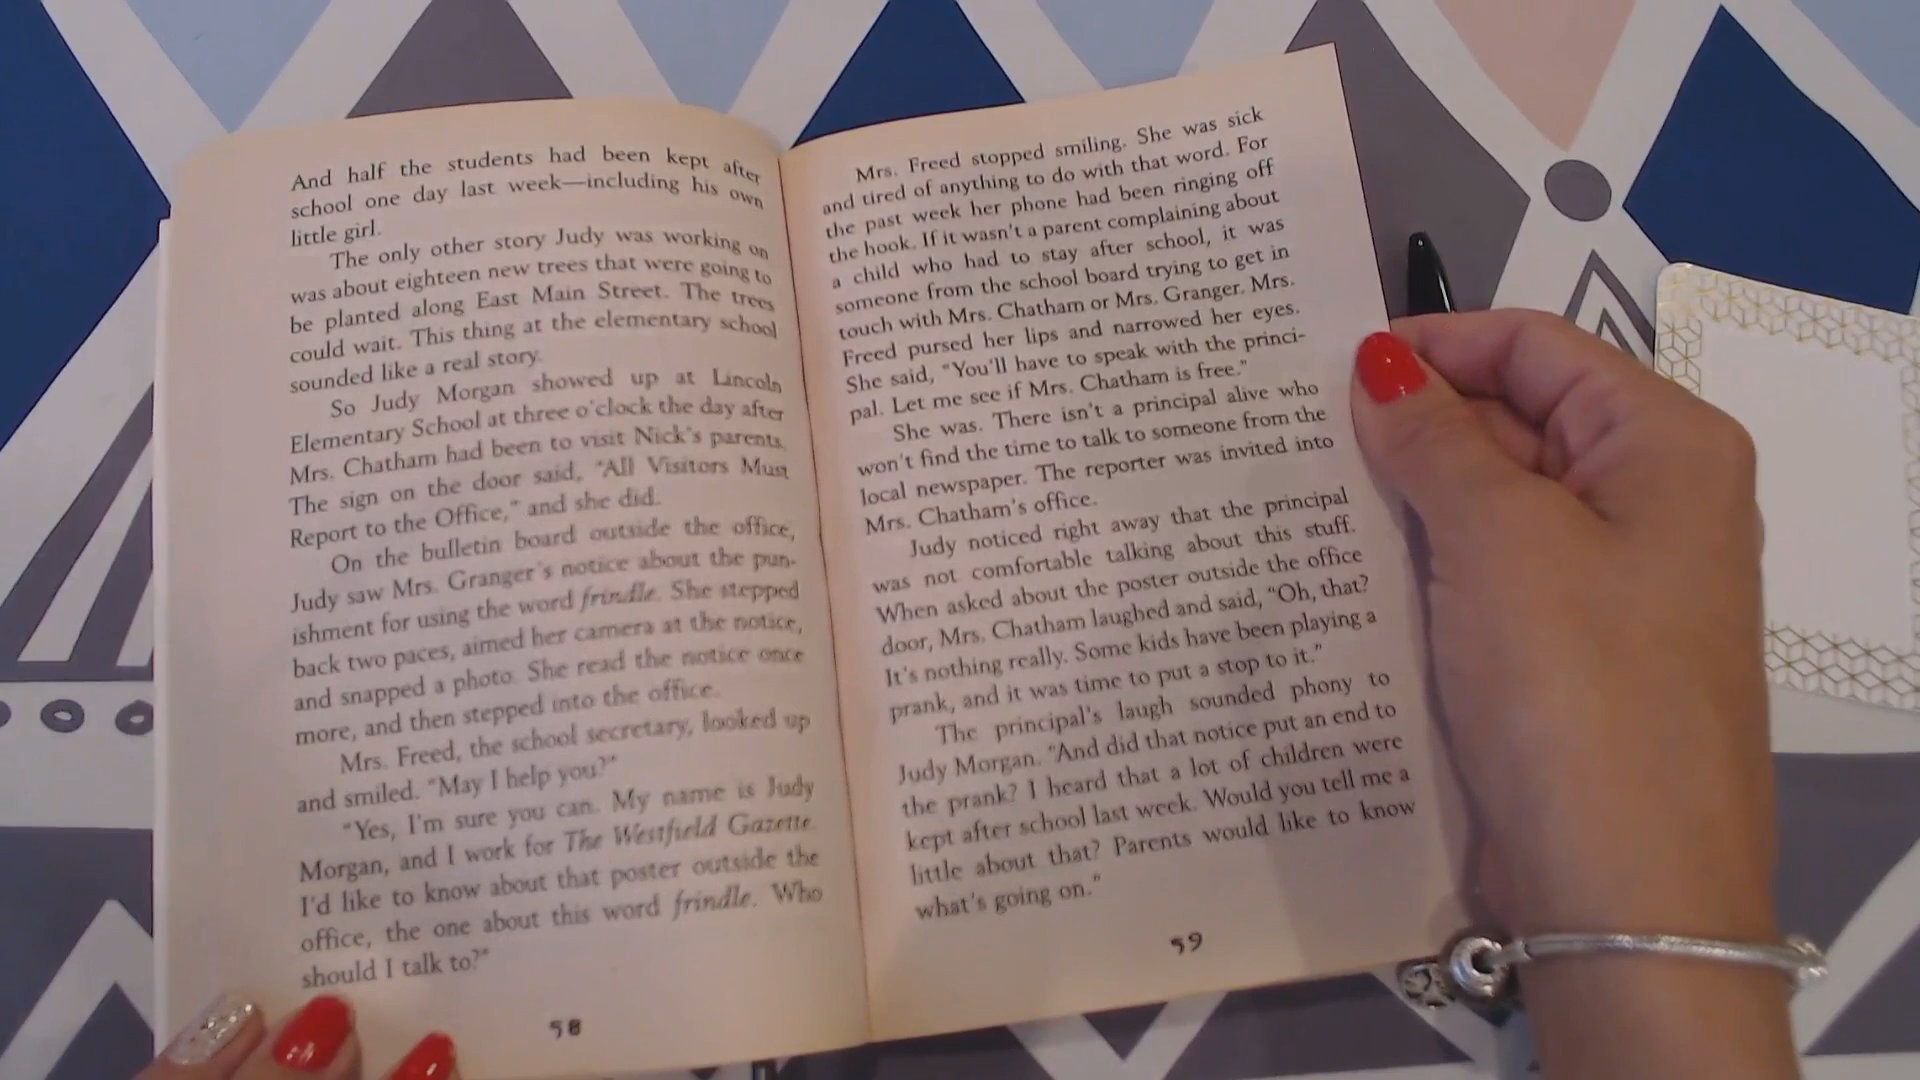 And half the students had been kept after
school one day last week—including his own
little girl.
The only other story Judy was working on
was about eighteen new trees that were going to
be planted along East Main Street. The trees
could wait. This thing at the elementary school
sounded like a real story.
So Judy Morgan showed up at Lincoln
Elementary School at three o'clock the day after
Mrs. Chatham had been to visit Nick's parents.
The sign on the door said, "All Visitors Must
Report to the Office," and she did.
On the bulletin board outside the office,
Judy saw Mrs. Granger's notice about the pun-
ishment for using the word frindle. She stepped
back two paces, aimed her camera at the notice,
and snapped a photo. She read the notice once
more, and then stepped into the office.
Mrs. Freed, the school secretary, looked up
and smiled. "May I help you?"
"Yes, I'm sure you can. My name is Judy
Morgan, and I work for The Westfield Gazette.
I'd like to know about that poster outside the
office, the one about this word frindle. Who
should I talk to?"
58
Mrs. Freed stopped smiling. She was sick
and tired of anything to do with that word. For
the past week her phone had been ringing off
the hook. If it wasn't a parent complaining about
a child who had to stay after school, it was
someone from the school board trying to get in
touch with Mrs. Chatham or Mrs. Granger. Mrs.
Freed pursed her lips and narrowed her eyes.
She said, "You'll have to speak with the princi-
pal. Let me see if Mrs. Chatham is free."
She was. There isn't a principal alive who
won't find the time to talk to someone from the
local newspaper. The reporter was invited into
Mrs. Chatham's office.
Judy noticed right away that the principal
was not comfortable talking about this stuff.
When asked about the poster outside the office
door, Mrs. Chatham laughed and said, "Oh, that?
It's nothing really. Some kids have been playing a
prank, and it was time to put a stop to it."
The principal's laugh sounded phony to
Judy Morgan. "And did that notice put an end to
the prank? I heard that a lot of children were
kept after school last week. Would you tell me a
little about that? Parents would like to know
what's going on."
59